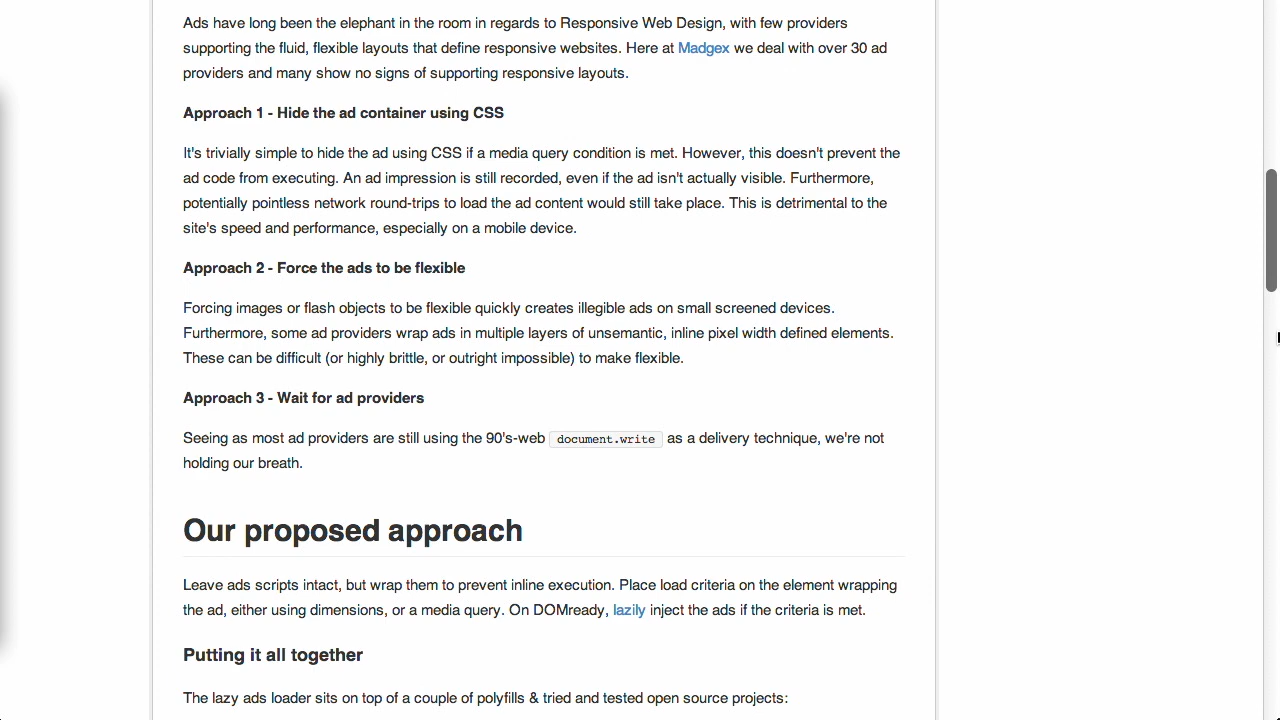 Ads have long been the elephant in the room in regards to Responsive Web Design, with few providers
supporting the fluid, flexible layouts that define responsive websites. Here at Madgex we deal with over 30 ad
providers and many show no signs of supporting responsive layouts.
Approach 1 - Hide the ad container using CSS
It's trivially simple to hide the ad using CSS if a media query condition is met. However, this doesn't prevent the
ad code from executing. An ad impression is still recorded, even if the ad isn't actually visible. Furthermore,
potentially pointless network round-trips to load the ad content would still take place. This is detrimental to the
site's speed and performance, especially on a mobile device.
Approach 2 - Force the ads to be flexible
Forcing images or flash objects to be flexible quickly creates illegible ads on small screened devices.
Furthermore, some ad providers wrap ads in multiple layers of unsemantic, inline pixel width defined elements.
These can be difficult (or highly brittle, or outright impossible) to make flexible.
Approach 3 - Wait for ad providers
Seeing as most ad providers are still using the 90's-web document.write as a delivery technique, we're not
holding our breath.
Our proposed approach
Leave ads scripts intact, but wrap them to prevent inline execution. Place load criteria on the element wrapping
the ad, either using dimensions, or a media query. On DOMready, lazily inject the ads if the criteria is met.
Putting it all together
The lazy ads loader sits on top of a couple of polyfills & tried and tested open source projects: